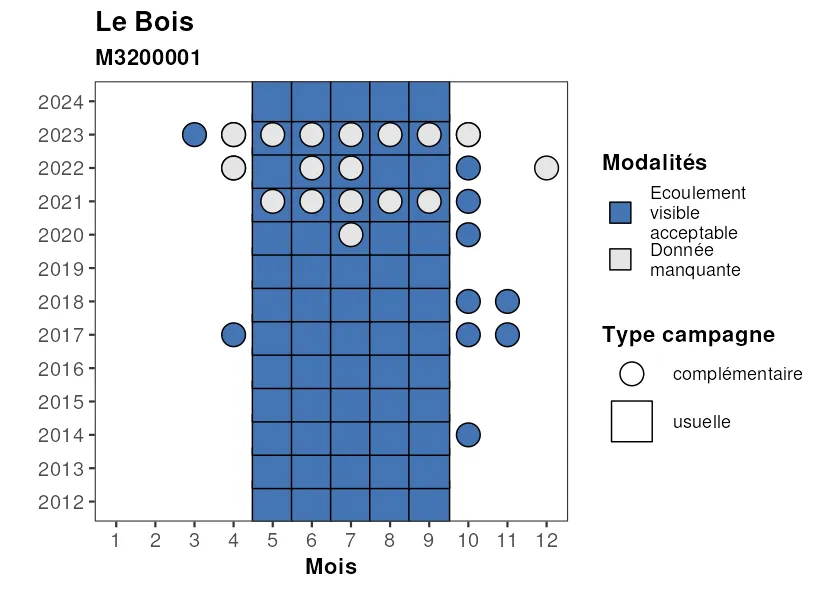 Le Bois
M3200001
2024
2023
2022
2021
2020
2019
2018
2017
2016
2015
2014
2013
2012
1 2 3 4 5 6 7 8 9 10 11 12
Mois
Modalités
Ecoulement
visible
acceptable
Donnée
manquante
Type campagne
complémentaire
usuelle